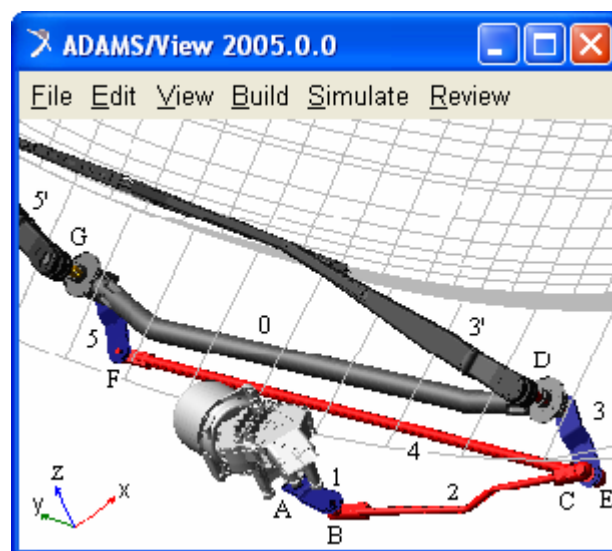 ADAMS/View 2005.0.0
File Edit View Build Simulate Review
5'
G
0
3'
D
5
F
3
4
z
y x
1
2
A
B
C E